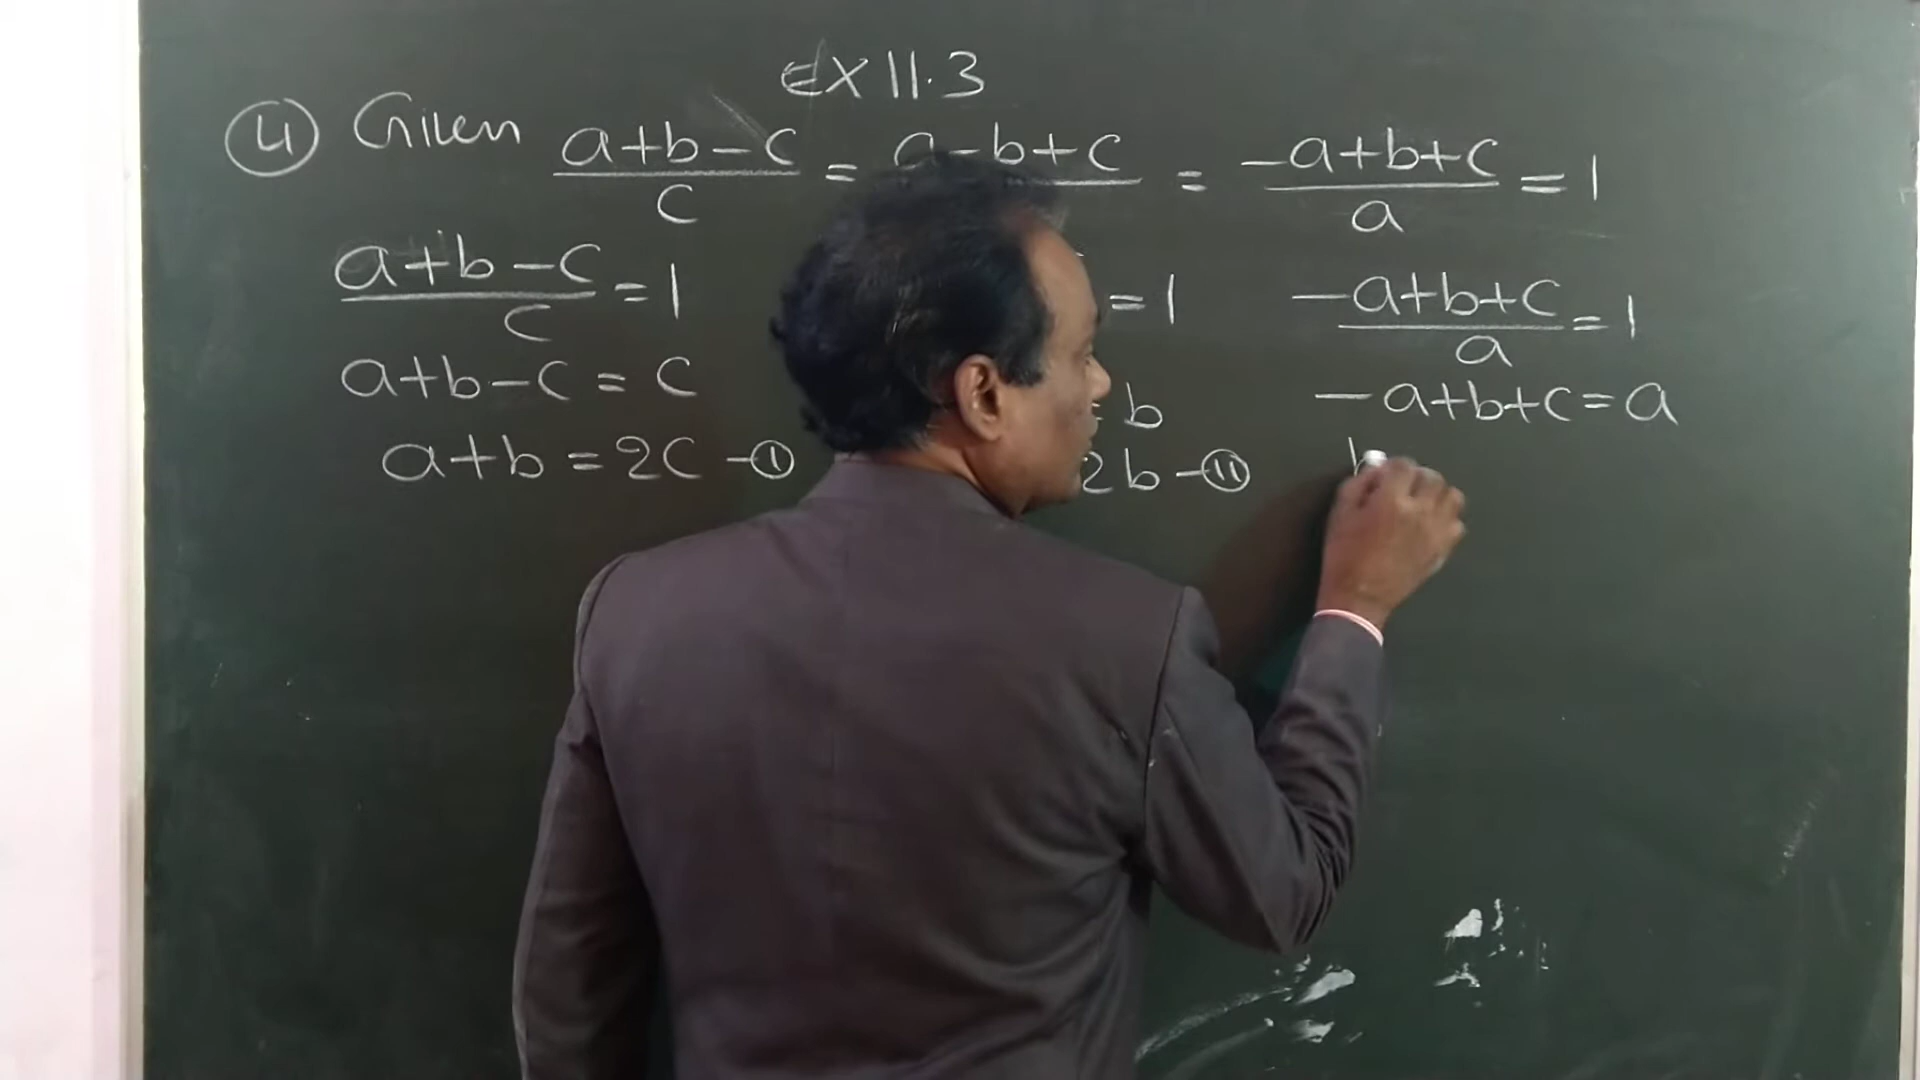 EX 11.3
④ Given (a+b-c)/c = a-b+c = (-a+b+c)/a = 1
(a+b-c)/c = 1 = 1 (-a+b+c)/a = 1
a+b-c = c b -a+b+c = a
a+b = 2c - ① 2b - ⑪ b